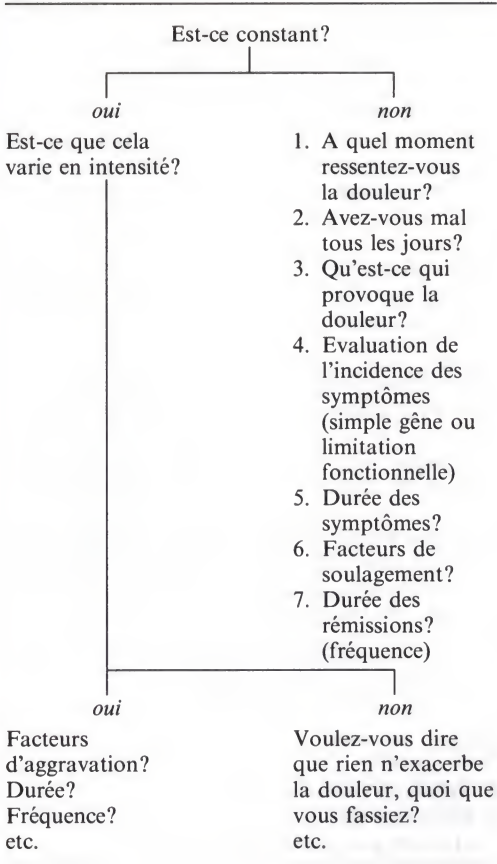 Est-ce constant?
oui
Est-ce que cela
varie en intensité?
non
1. A quel moment
ressentez-vous
la douleur?
2. Avez-vous mal
tous les jours?
3. Qu'est-ce qui
provoque la
douleur?
4. Evaluation de
l'incidence des
symptômes
(simple gêne ou
limitation
fonctionnelle)
5. Durée des
symptômes?
6. Facteurs de
soulagement?
7. Durée des
rémissions?
(fréquence)
oui
Facteurs
d'aggravation?
Durée?
Fréquence?
etc.
non
Voulez-vous dire
que rien n'exacerbe
la douleur, quoi que
vous fassiez?
etc.